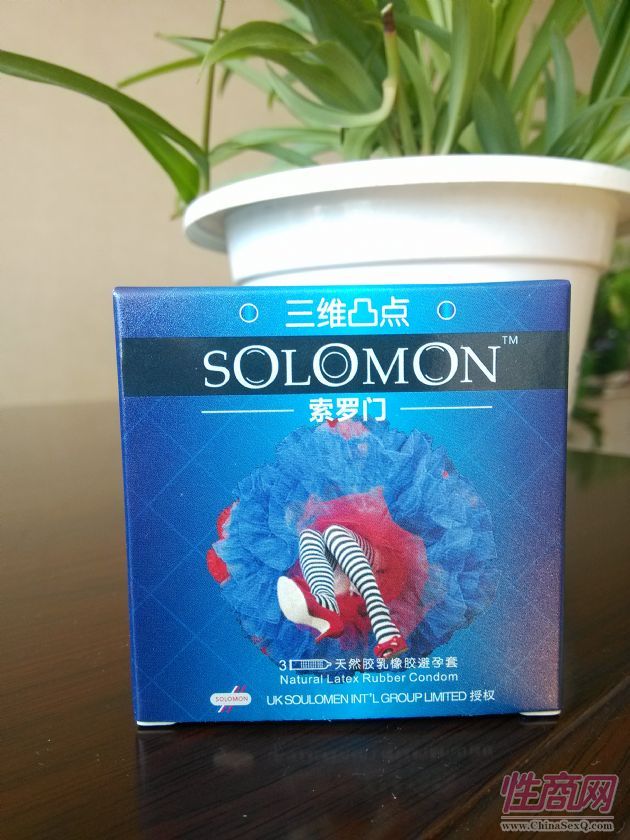 三维凸点
SOLOMON™
索罗门
3 天然胶乳橡胶避孕套
Natural Latex Rubber Condom
SOLOMON
UK SOULOMEN INT'L GROUP LIMITED 授权
性商网
www.ChinaSexQ.com